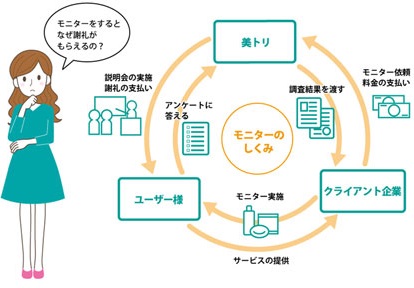 モニターをすると
なぜ謝礼が
もらえるの?
美トリ
説明会の実施
謝礼の支払い
アンケートに
答える
調査結果を渡す
モニター依頼
料金の支払い
モニターの
しくみ
ユーザー様
モニター実施
クライアント企業
サービスの提供